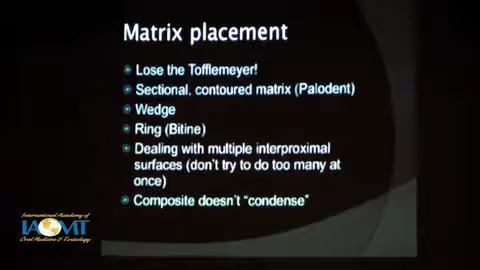 Matrix placement
Lose the Tofflemeyer!
Sectional, contoured matrix (Palodent)
Wedge
Ring (Bitine)
Dealing with multiple interproximal
surfaces (don't try to do too many at
once)
Composite doesn't "condense"
International Academy of
IAOMT
Oral Medicine & Toxicology